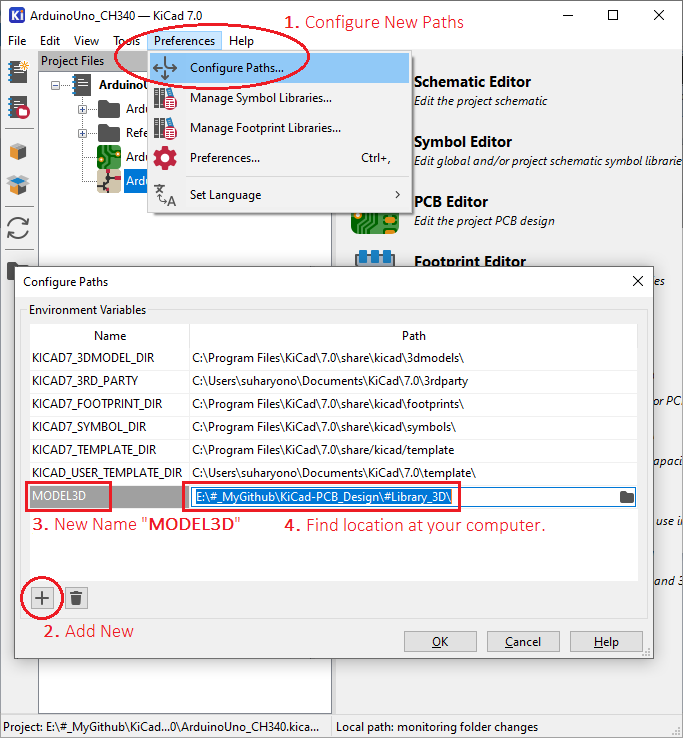 ArduinoUno_CH340 — KiCad 7.0
1. Configure New Paths
File Edit View Tools Preferences Help
Project Files
Configure Paths...
Manage Symbol Libraries...
Manage Footprint Libraries...
Preferences... Ctrl+,
Set Language
ArduinoU
Ardu
Refe
Ardu
Ardu
Schematic Editor
Edit the project schematic
Symbol Editor
Edit global and/or project schematic symbol libraries
PCB Editor
Edit the project PCB design
Footprint Editor
Configure Paths
Environment Variables
Name Path
KICAD7_3DMODEL_DIR C:\Program Files\KiCad\7.0\share\kicad\3dmodels\
KICAD7_3RD_PARTY C:\Users\suharyono\Documents\KiCad\7.0\3rdparty
KICAD7_FOOTPRINT_DIR C:\Program Files\KiCad\7.0\share\kicad\footprints\
KICAD7_SYMBOL_DIR C:\Program Files\KiCad\7.0\share\kicad\symbols\
KICAD7_TEMPLATE_DIR C:\Program Files\KiCad\7.0\share/kicad/template
KICAD_USER_TEMPLATE_DIR C:\Users\suharyono\Documents\KiCad\7.0\template\
MODEL3D E:\#_MyGithub\KiCad-PCB_Design\#Library_3D\
3. New Name "MODEL3D" 4. Find location at your computer.
2. Add New
OK Cancel Help
or PC
apaci
use i
and 3
Project: E:\#_MyGithub\KiCad...0\ArduinoUno_CH340.kica... Local path: monitoring folder changes